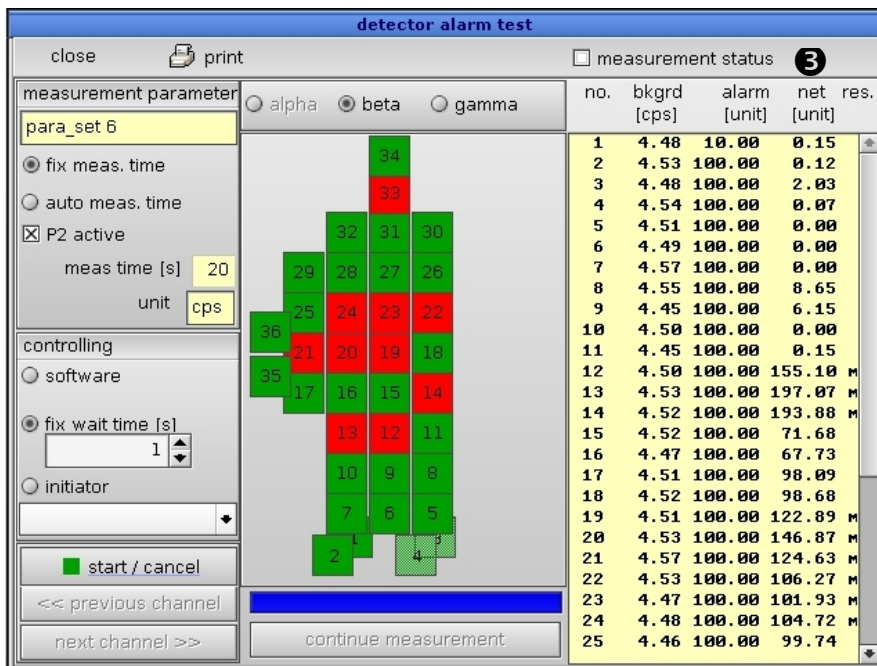 detector alarm test
close print measurement status 3
measurement parameter
para_set 6
fix meas. time
auto meas. time
P2 active
meas time [s] 20
unit cps
controlling
software
fix wait time [s]
1
initiator
start / cancel
<< previous channel
next channel >>
alpha beta gamma
34
33
32 31 30
29 28 27 26
25 24 23 22
36
21 20 19 18
35
17 16 15 14
13 12 11
10 9 8
7 6 5
1 3
2 4
continue measurement
no. bkgrd alarm net res.
[cps] [unit] [unit]
1 4.48 10.00 0.15
2 4.53 100.00 0.12
3 4.48 100.00 2.03
4 4.54 100.00 0.07
5 4.51 100.00 0.00
6 4.49 100.00 0.00
7 4.57 100.00 0.00
8 4.55 100.00 8.65
9 4.45 100.00 6.15
10 4.50 100.00 0.00
11 4.45 100.00 0.15
12 4.50 100.00 155.10 M
13 4.53 100.00 197.07 M
14 4.52 100.00 193.88 M
15 4.52 100.00 71.68
16 4.47 100.00 67.73
17 4.51 100.00 98.09
18 4.52 100.00 98.68
19 4.51 100.00 122.89 M
20 4.53 100.00 146.87 M
21 4.57 100.00 124.63 M
22 4.53 100.00 106.27 M
23 4.47 100.00 101.93 M
24 4.48 100.00 104.72 M
25 4.46 100.00 99.74